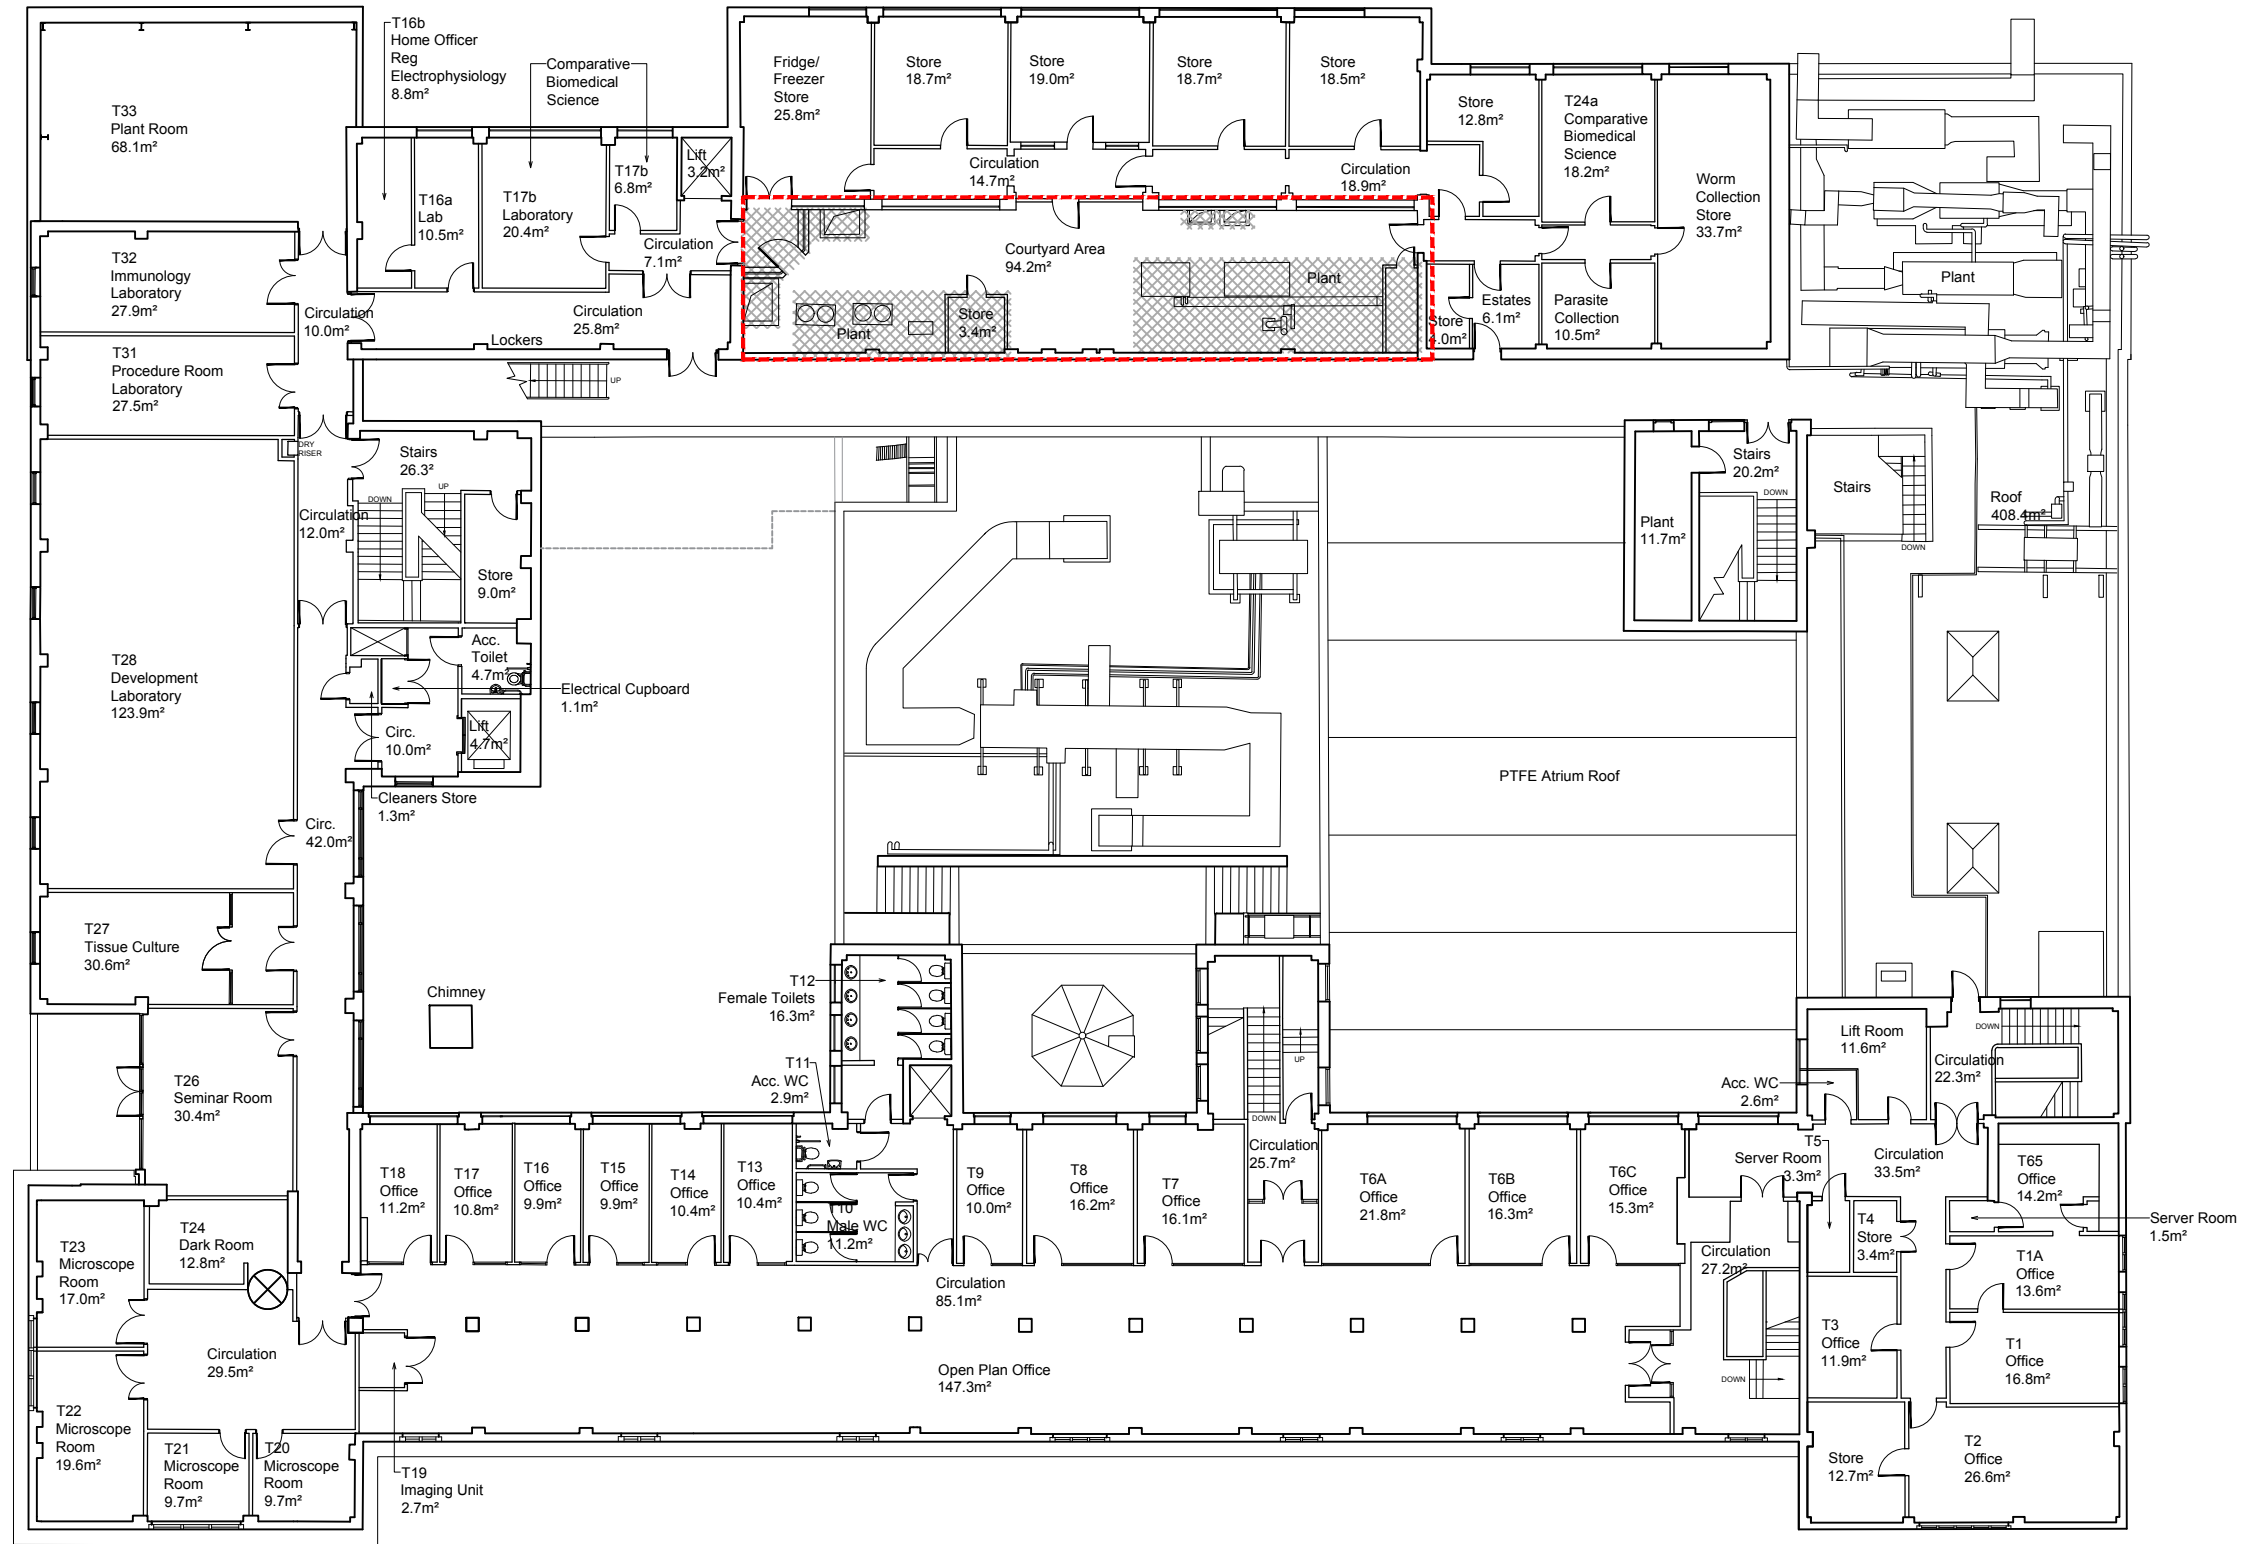 T16b
Home Officer
Reg
Electrophysiology
8.8m²
Comparative
Biomedical
Science
T33
Plant Room
68.1m²
Fridge/
Freezer
Store
25.8m²
Store
18.7m²
Store
19.0m²
Store
18.7m²
Store
18.5m²
Store
12.8m²
T24a
Comparative
Biomedical
Science
18.2m²
Worm
Collection
Store
33.7m²
T16a
Lab
10.5m²
T17b
Laboratory
20.4m²
T17b
6.8m²
Lift
3.2m²
Circulation
14.7m²
Circulation
18.9m²
Circulation
7.1m²
Courtyard Area
94.2m²
Plant
Plant
Store
3.4m²
Store
4.0m²
Estates
6.1m²
Parasite
Collection
10.5m²
Plant
T32
Immunology
Laboratory
27.9m²
Circulation
10.0m²
Circulation
25.8m²
Lockers
UP
T31
Procedure Room
Laboratory
27.5m²
DRY
RISER
Stairs
26.3²
DOWN
UP
Circulation
12.0m²
Store
9.0m²
Stairs
20.2m²
DOWN
Plant
11.7m²
Stairs
DOWN
Roof
408.4m²
T28
Development
Laboratory
123.9m²
Acc.
Toilet
4.7m²
Electrical Cupboard
1.1m²
Circ.
10.0m²
Lift
4.7m²
Cleaners Store
1.3m²
Circ.
42.0m²
PTFE Atrium Roof
T27
Tissue Culture
30.6m²
Chimney
T12
Female Toilets
16.3m²
T11
Acc. WC
2.9m²
UP
DOWN
Lift Room
11.6m²
DOWN
Circulation
22.3m²
Acc. WC
2.6m²
T26
Seminar Room
30.4m²
T18
Office
11.2m²
T17
Office
10.8m²
T16
Office
9.9m²
T15
Office
9.9m²
T14
Office
10.4m²
T13
Office
10.4m²
T10
Male WC
11.2m²
T9
Office
10.0m²
T8
Office
16.2m²
T7
Office
16.1m²
Circulation
25.7m²
T6A
Office
21.8m²
T6B
Office
16.3m²
T6C
Office
15.3m²
T5
Server Room
3.3m²
Circulation
33.5m²
T65
Office
14.2m²
Server Room
1.5m²
T4
Store
3.4m²
T1A
Office
13.6m²
T24
Dark Room
12.8m²
T23
Microscope
Room
17.0m²
Circulation
85.1m²
Circulation
27.2m²
T3
Office
11.9m²
T1
Office
16.8m²
Circulation
29.5m²
Open Plan Office
147.3m²
DOWN
T22
Microscope
Room
19.6m²
T21
Microscope
Room
9.7m²
T20
Microscope
Room
9.7m²
T19
Imaging Unit
2.7m²
Store
12.7m²
T2
Office
26.6m²